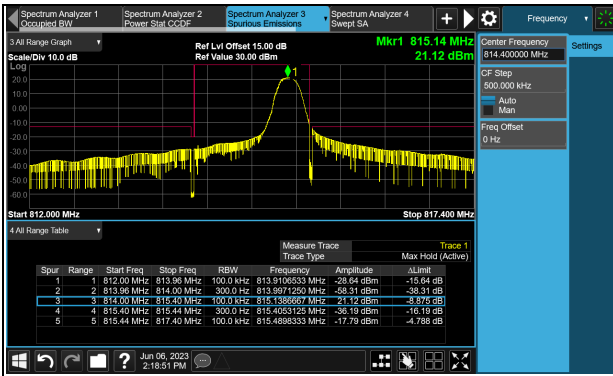 Spectrum Analyzer 1
Occupied BW
Spectrum Analyzer 2
Power Stat CCDF
Spectrum Analyzer 3
Spurious Emissions
Spectrum Analyzer 4
Swept SA
Frequency
3 All Range Graph
Scale/Div 10.0 dB
Ref Lvl Offset 15.00 dB
Ref Value 30.00 dBm
Mkr1 815.14 MHz
21.12 dBm
Log
20.0
10.0
0.00
-10.0
-20.0
-30.0
-40.0
-50.0
-60.0
1
Start 812.000 MHz
Stop 817.400 MHz
Center Frequency
814.400000 MHz
Settings
CF Step
500.000 kHz
Auto
Man
Freq Offset
0 Hz
4 All Range Table
Measure Trace Trace 1
Trace Type Max Hold (Active)
Spur Range Start Freq Stop Freq RBW Frequency Amplitude ΔLimit
1 1 812.00 MHz 813.96 MHz 100.0 kHz 813.9106533 MHz -28.64 dBm -15.64 dB
2 2 813.96 MHz 814.00 MHz 300.0 Hz 813.9971250 MHz -58.31 dBm -38.31 dB
3 3 814.00 MHz 815.40 MHz 100.0 kHz 815.1386667 MHz 21.12 dBm -8.875 dB
4 4 815.40 MHz 815.44 MHz 300.0 Hz 815.4053125 MHz -36.19 dBm -16.19 dB
5 5 815.44 MHz 817.40 MHz 100.0 kHz 815.4898333 MHz -17.79 dBm -4.788 dB
?
Jun 06, 2023
2:18:51 PM